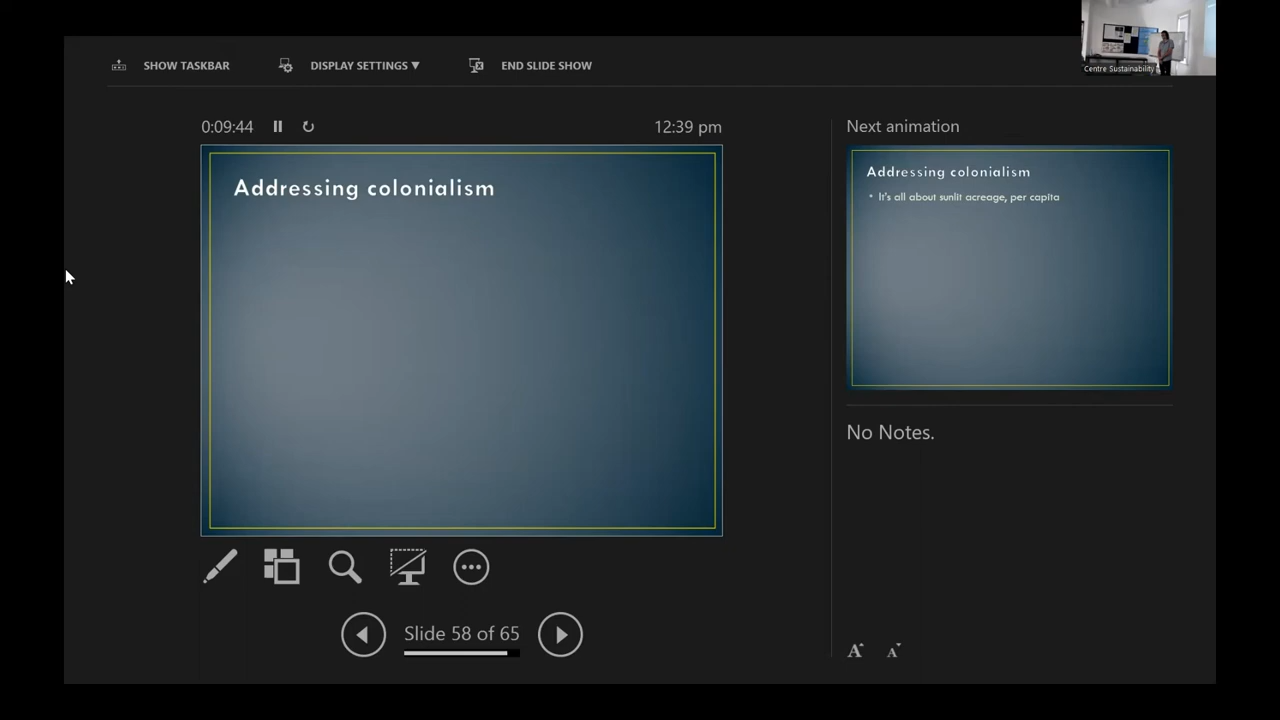 Centre Sustainability
SHOW TASKBAR
DISPLAY SETTINGS ▼
END SLIDE SHOW
0:09:44
12:39 pm
Addressing colonialism
Next animation
Addressing colonialism
• It's all about sunlit acreage, per capita
No Notes.
Slide 58 of 65
A A